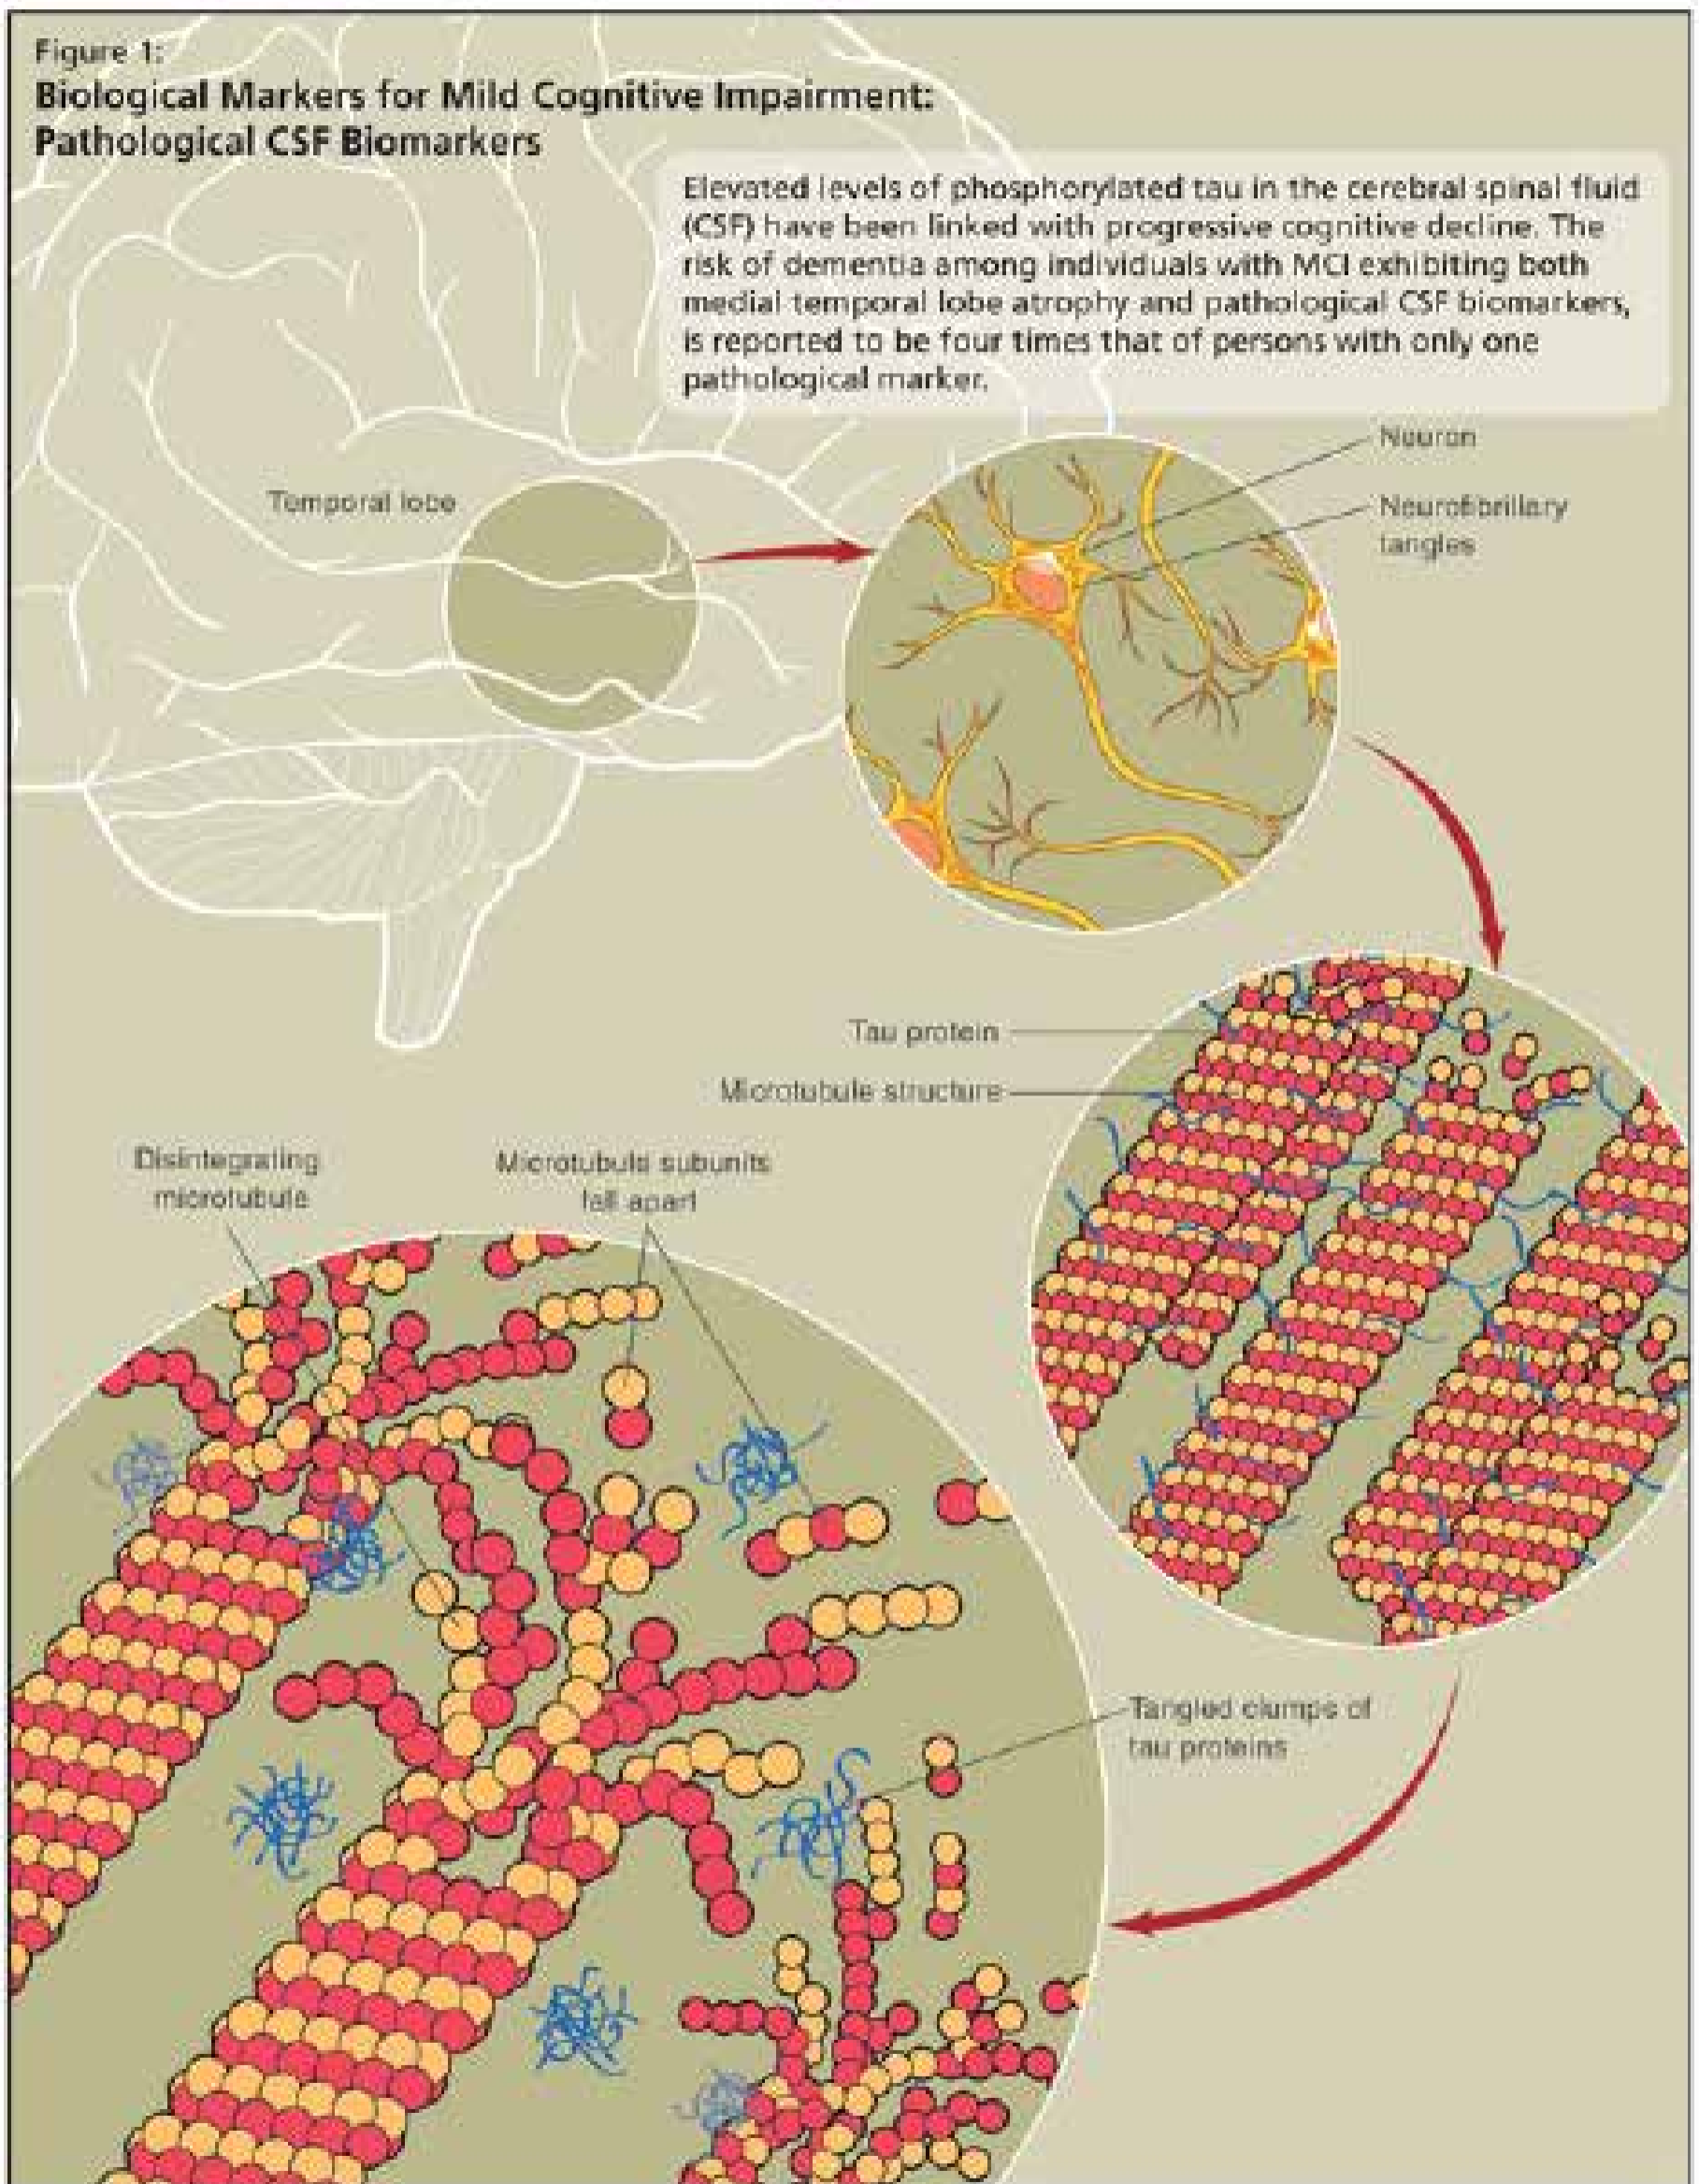 Figure 1:
Biological Markers for Mild Cognitive Impairment:
Pathological CSF Biomarkers
Elevated levels of phosphorylated tau in the cerebral spinal fluid
(CSF) have been linked with progressive cognitive decline. The
risk of dementia among individuals with MCI exhibiting both
medial temporal lobe atrophy and pathological CSF biomarkers,
is reported to be four times that of persons with only one
pathological marker.
Neuron
Temporal lobe
Neurofibrillary
tangles
Tau protein
Microtubule structure
Disintegrating
microtubule
Microtubule subunits
fall apart
Tangled clumps of
tau proteins